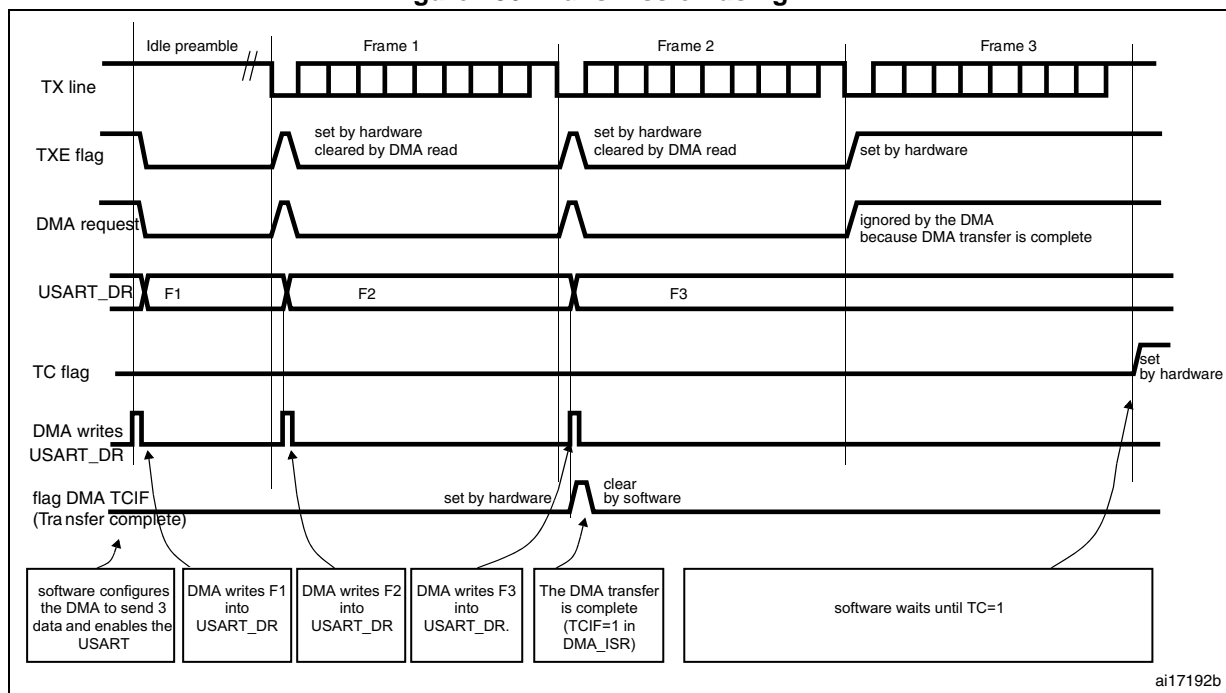 Idle preamble
Frame 1
Frame 2
Frame 3
TX line
TXE flag
set by hardware
cleared by DMA read
set by hardware
cleared by DMA read
set by hardware
DMA request
ignored by the DMA
because DMA transfer is complete
USART_DR
F1
F2
F3
TC flag
set
by hardware
DMA writes
USART_DR
flag DMA TCIF
(Transfer complete)
set by hardware
clear
by software
software configures
the DMA to send 3
data and enables the
USART
DMA writes F1
into
USART_DR
DMA writes F2
into
USART_DR
DMA writes F3
into
USART_DR.
The DMA transfer
is complete
(TCIF=1 in
DMA_ISR)
software waits until TC=1
ai17192b